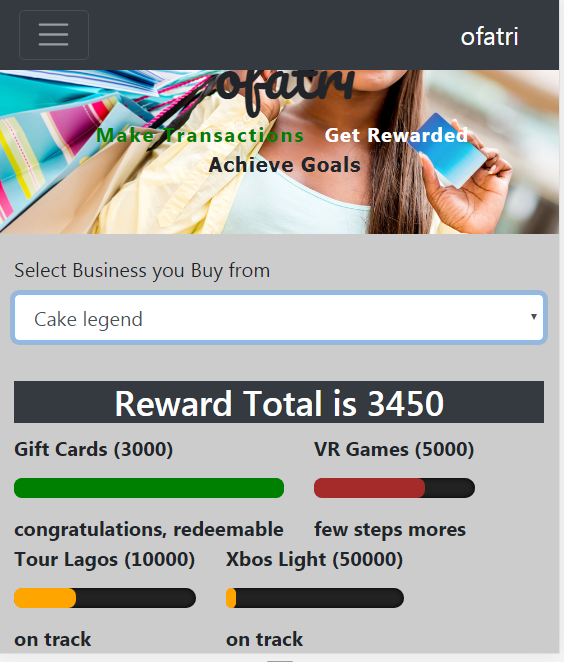 ofatri
ofatri
Make Transactions Get Rewarded
Achieve Goals
Select Business you Buy from
Cake legend
Reward Total is 3450
Gift Cards (3000) VR Games (5000)
congratulations, redeemable few steps mores
Tour Lagos (10000) Xbos Light (50000)
on track on track